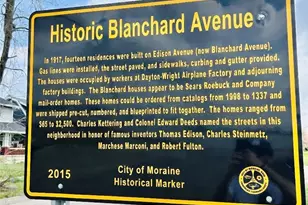 Historic Blanchard Avenue
In 1917, fourteen residences were built on Edison Avenue (now Blanchard Avenue).
Gas lines were installed, the street paved, and sidewalks, curbing and gutter provided.
The houses were occupied by workers at Dayton-Wright Airplane Factory and adjourning
factory buildings. The Blanchard houses appear to be Sears Roebuck and Company
mail-order homes. These homes could be ordered from catalogs from 1908 to 1337 and
were shipped pre-cut, numbered, and blueprinted to fit together. The homes ranged from
$65 to $2,500. Charles Kettering and Colonel Edward Deeds named the streets in this
neighborhood in honor of famous inventors Thomas Edison, Charles Steinmetz,
Marchese Marconi, and Robert Fulton.
City of Moraine
2015 Historical Marker